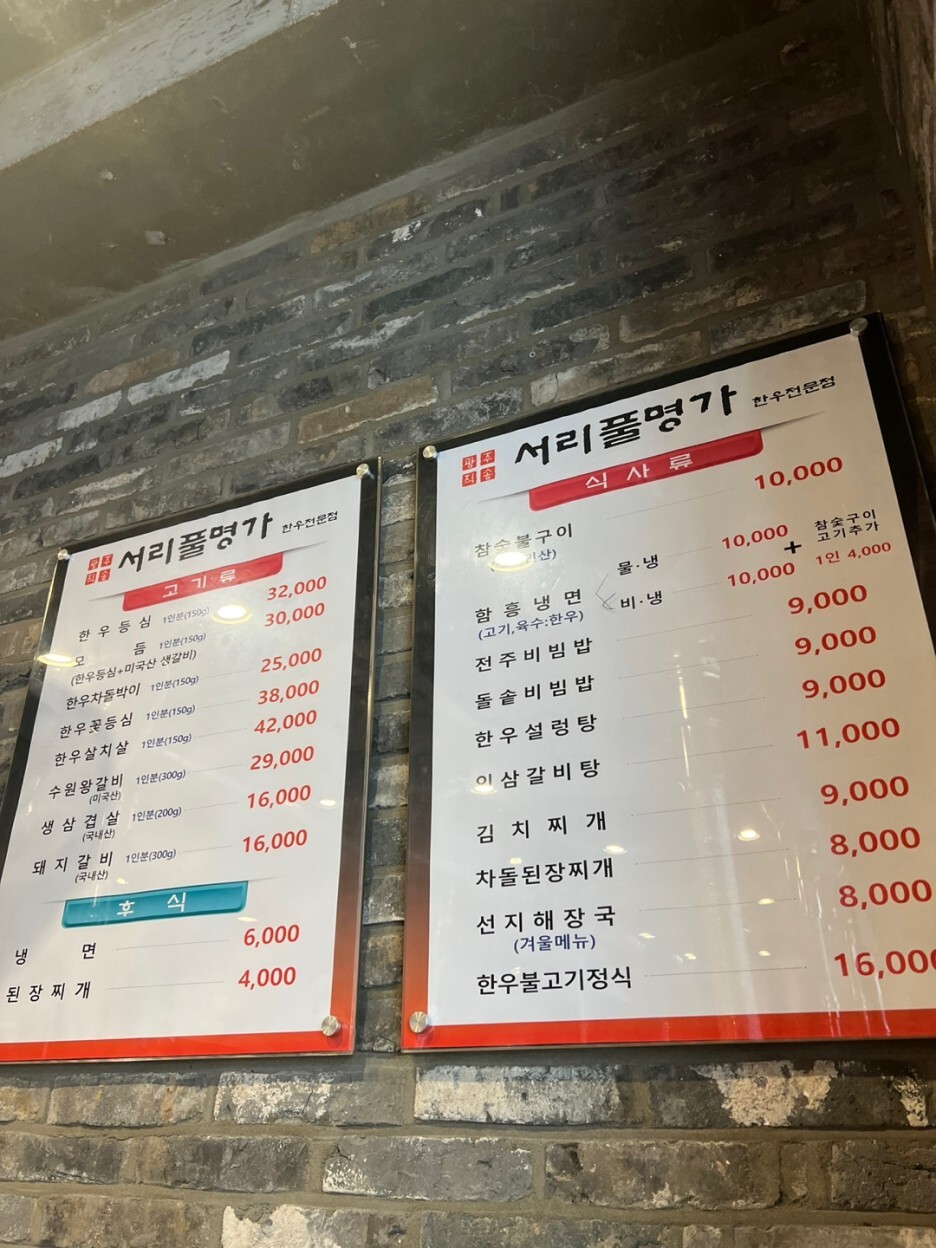 광주
직송
서리풀명가 한우전문점
고기류
한우등심 1인분(150g) 32,000
모 듬 1인분(150g) 30,000
(한우등심+미국산 생갈비)
한우차돌박이 1인분(150g) 25,000
한우꽃등심 1인분(150g) 38,000
한우살치살 1인분(150g) 42,000
수원왕갈비 1인분(300g) 29,000
(미국산)
생삼겹살 1인분(200g) 16,000
(국내산)
돼지갈비 1인분(300g) 16,000
(국내산)
후식
냉 면 6,000
된장찌개 4,000
광주
직송
서리풀명가 한우전문점
식사류
참숯불구이 10,000
함흥냉면 물·냉 10,000
비·냉 10,000
+ 참숯구이
고기추가
1인 4,000
(고기,육수:한우)
전주비빔밥 9,000
돌솥비빔밥 9,000
한우설렁탕 9,000
인삼갈비탕 11,000
김치찌개 9,000
차돌된장찌개 8,000
선지해장국 8,000
(겨울메뉴)
한우불고기정식 16,000